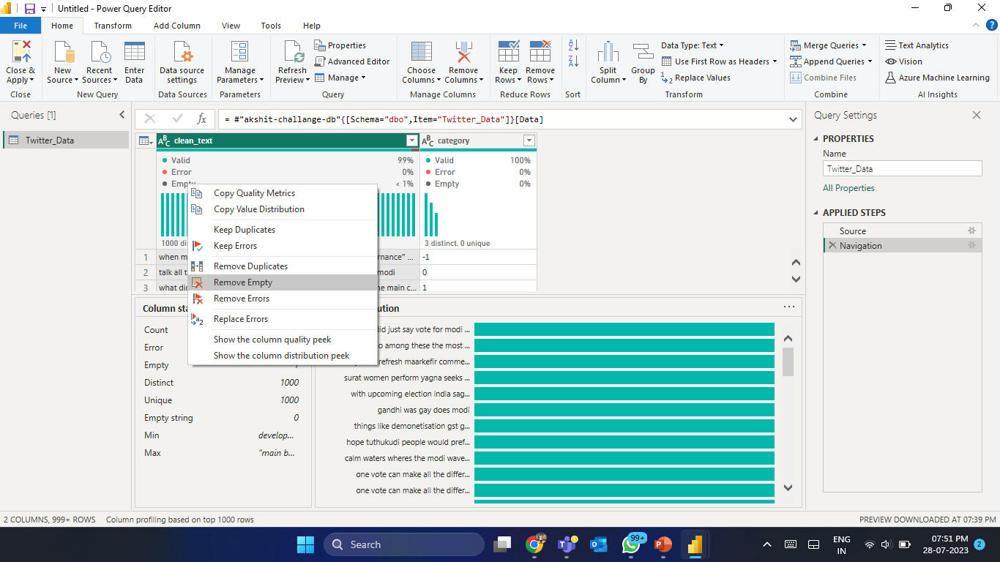 Untitled - Power Query Editor
File Home Transform Add Column View Tools Help
Close & Apply
New Source
Recent Sources
Enter Data
Data source settings
Manage Parameters
Refresh Preview
Properties
Advanced Editor
Manage
Choose Columns
Remove Columns
Keep Rows
Remove Rows
Split Column
Group By
Data Type: Text
Use First Row as Headers
Replace Values
Merge Queries
Append Queries
Combine Files
Text Analytics
Vision
Azure Machine Learning
Close New Query Data Sources Parameters Query Manage Columns Reduce Rows Sort Transform Combine AI Insights
Queries [1]
Twitter_Data
= #"akshit-challange-db"{[Schema="dbo",Item="Twitter_Data"]}[Data]
clean_text category
Valid 99% Valid 100%
Error 0% Error 0%
Empty < 1% Empty 0%
1000 di 3 distinct, 0 unique
1 when m rnance" ... -1
2 talk all t modi 0
3 what did ne main c... 1
Copy Quality Metrics
Copy Value Distribution
Keep Duplicates
Keep Errors
Remove Duplicates
Remove Empty
Remove Errors
Replace Errors
Show the column quality peek
Show the column distribution peek
Column sta
Count
Error
Empty
Distinct 1000
Unique 1000
Empty string 0
Min develop...
Max "main b...
ution
...
did just say vote for modi ...
o among these the most ...
refresh maarkefir comme...
surat women perform yagna seeks ...
with upcoming election india sag...
gandhi was gay does modi
things like demonetisation gst g...
hope tuthukudi people would pref...
calm waters wheres the modi wave...
one vote can make all the differ...
one vote can make all the differ...
Query Settings
PROPERTIES
Name
Twitter_Data
All Properties
APPLIED STEPS
Source
Navigation
2 COLUMNS, 999+ ROWS Column profiling based on top 1000 rows
PREVIEW DOWNLOADED AT 07:39 PM
Search
99+
ENG
IN
07:51 PM
28-07-2023
2